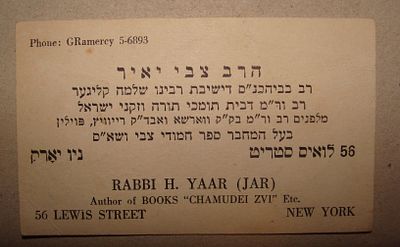 Phone: GRamercy 5-6893
הרב צבי יאיר
רב בביהכנ"ס דישיבת רבינו שלמה קליגער
רב ור"מ דבית תומכי תורה וזקני ישראל
מלפנים רב ור"מ בק"ק ווארשא ואבד"ק רייוויץ, פוילין
בעל המחבר ספר חמודי צבי ושא"ס
56 לואיס סטריט   ניו יארק
RABBI H. YAAR (JAR)
Author of BOOKS "CHAMUDEI ZVI" Etc.
56 LEWIS STREET   NEW YORK